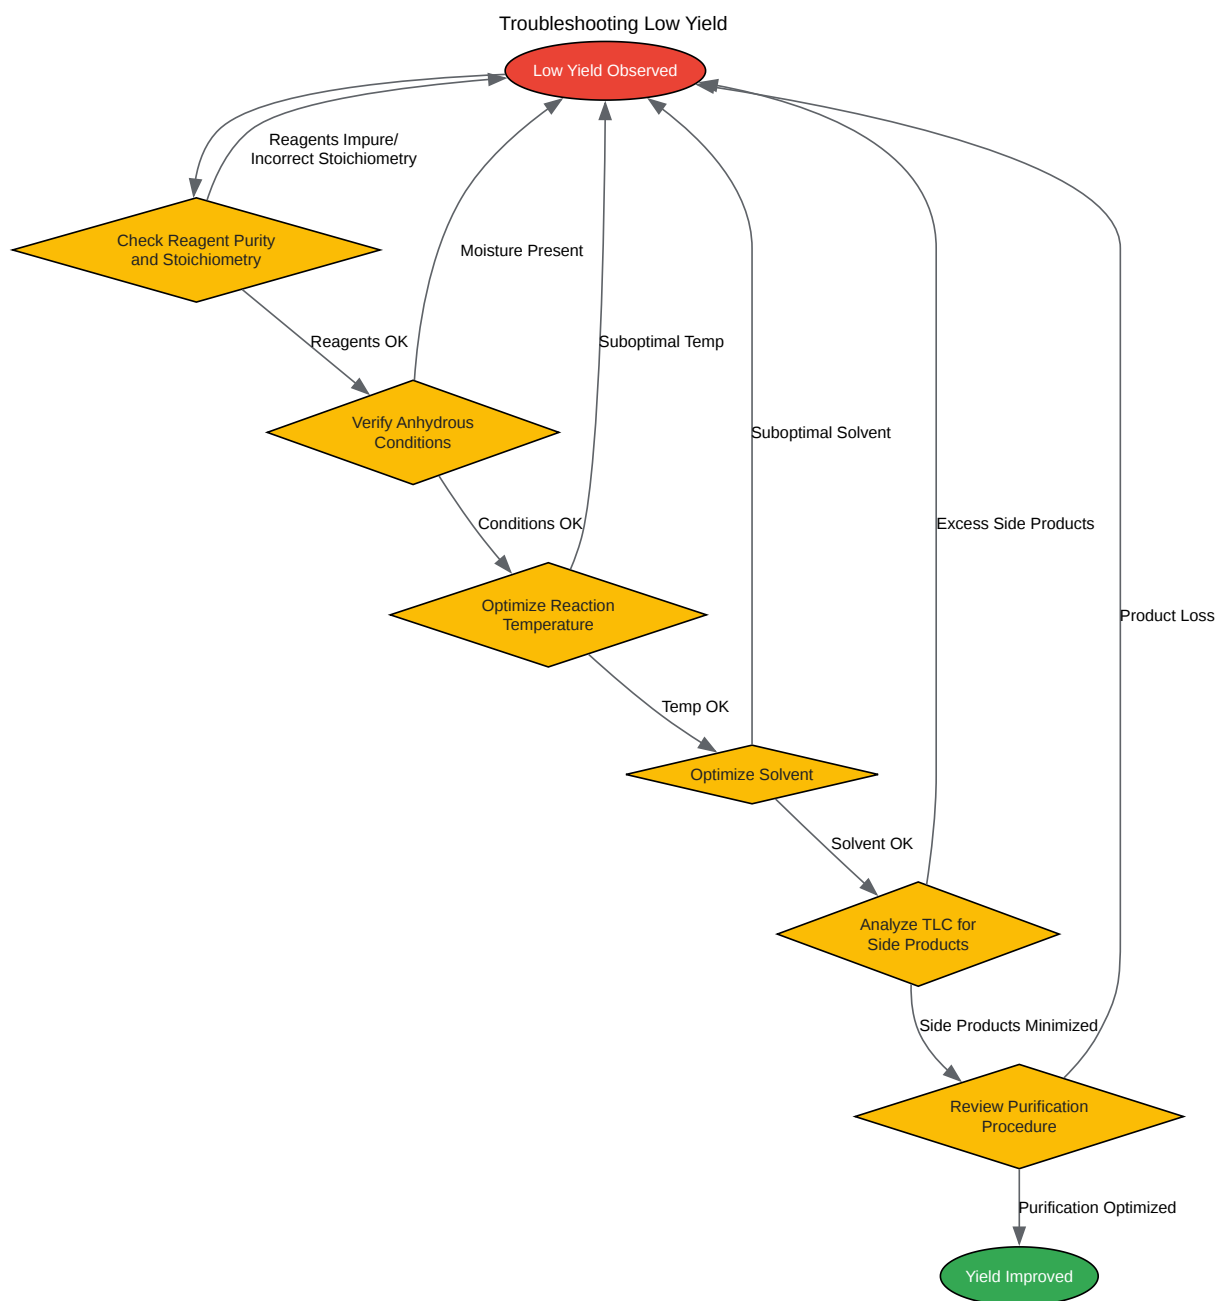 Troubleshooting Low Yield
Low Yield Observed
Reagents Impure/
Incorrect Stoichiometry
Check Reagent Purity
and Stoichiometry
Moisture Present
Reagents OK
Suboptimal Temp
Verify Anhydrous
Conditions
Suboptimal Solvent
Conditions OK
Excess Side Products
Optimize Reaction
Temperature
Product Loss
Temp OK
Optimize Solvent
Solvent OK
Analyze TLC for
Side Products
Side Products Minimized
Review Purification
Procedure
Purification Optimized
Yield Improved